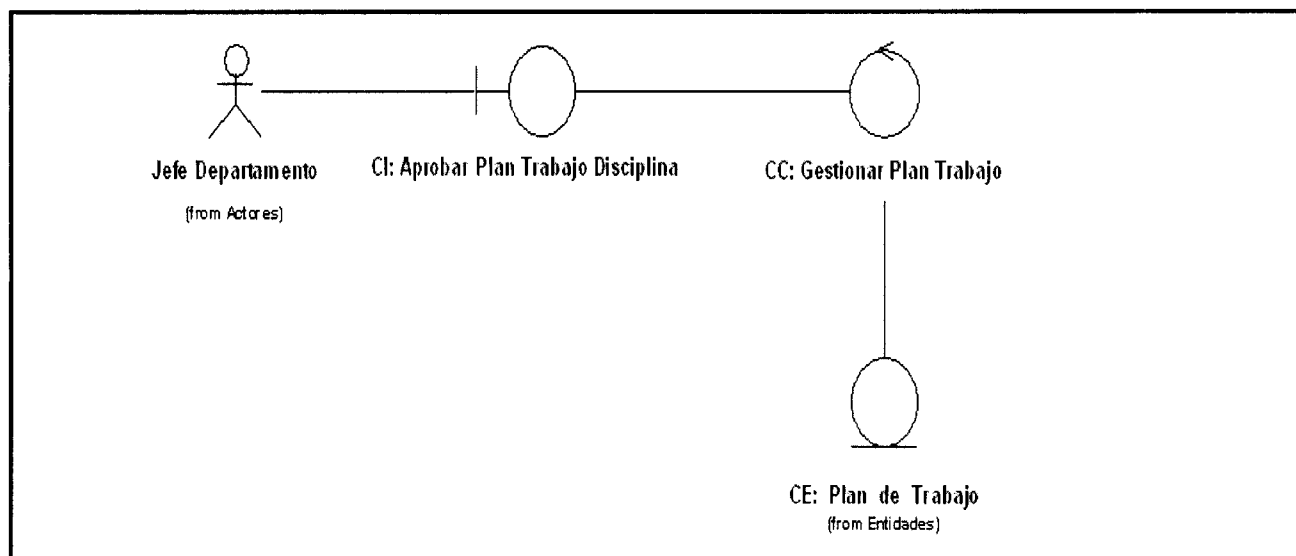 Jefe Departamento
(from Actores)
CI: Aprobar Plan Trabajo Disciplina
CC: Gestionar Plan Trabajo
CE: Plan de Trabajo
(from Entidades)